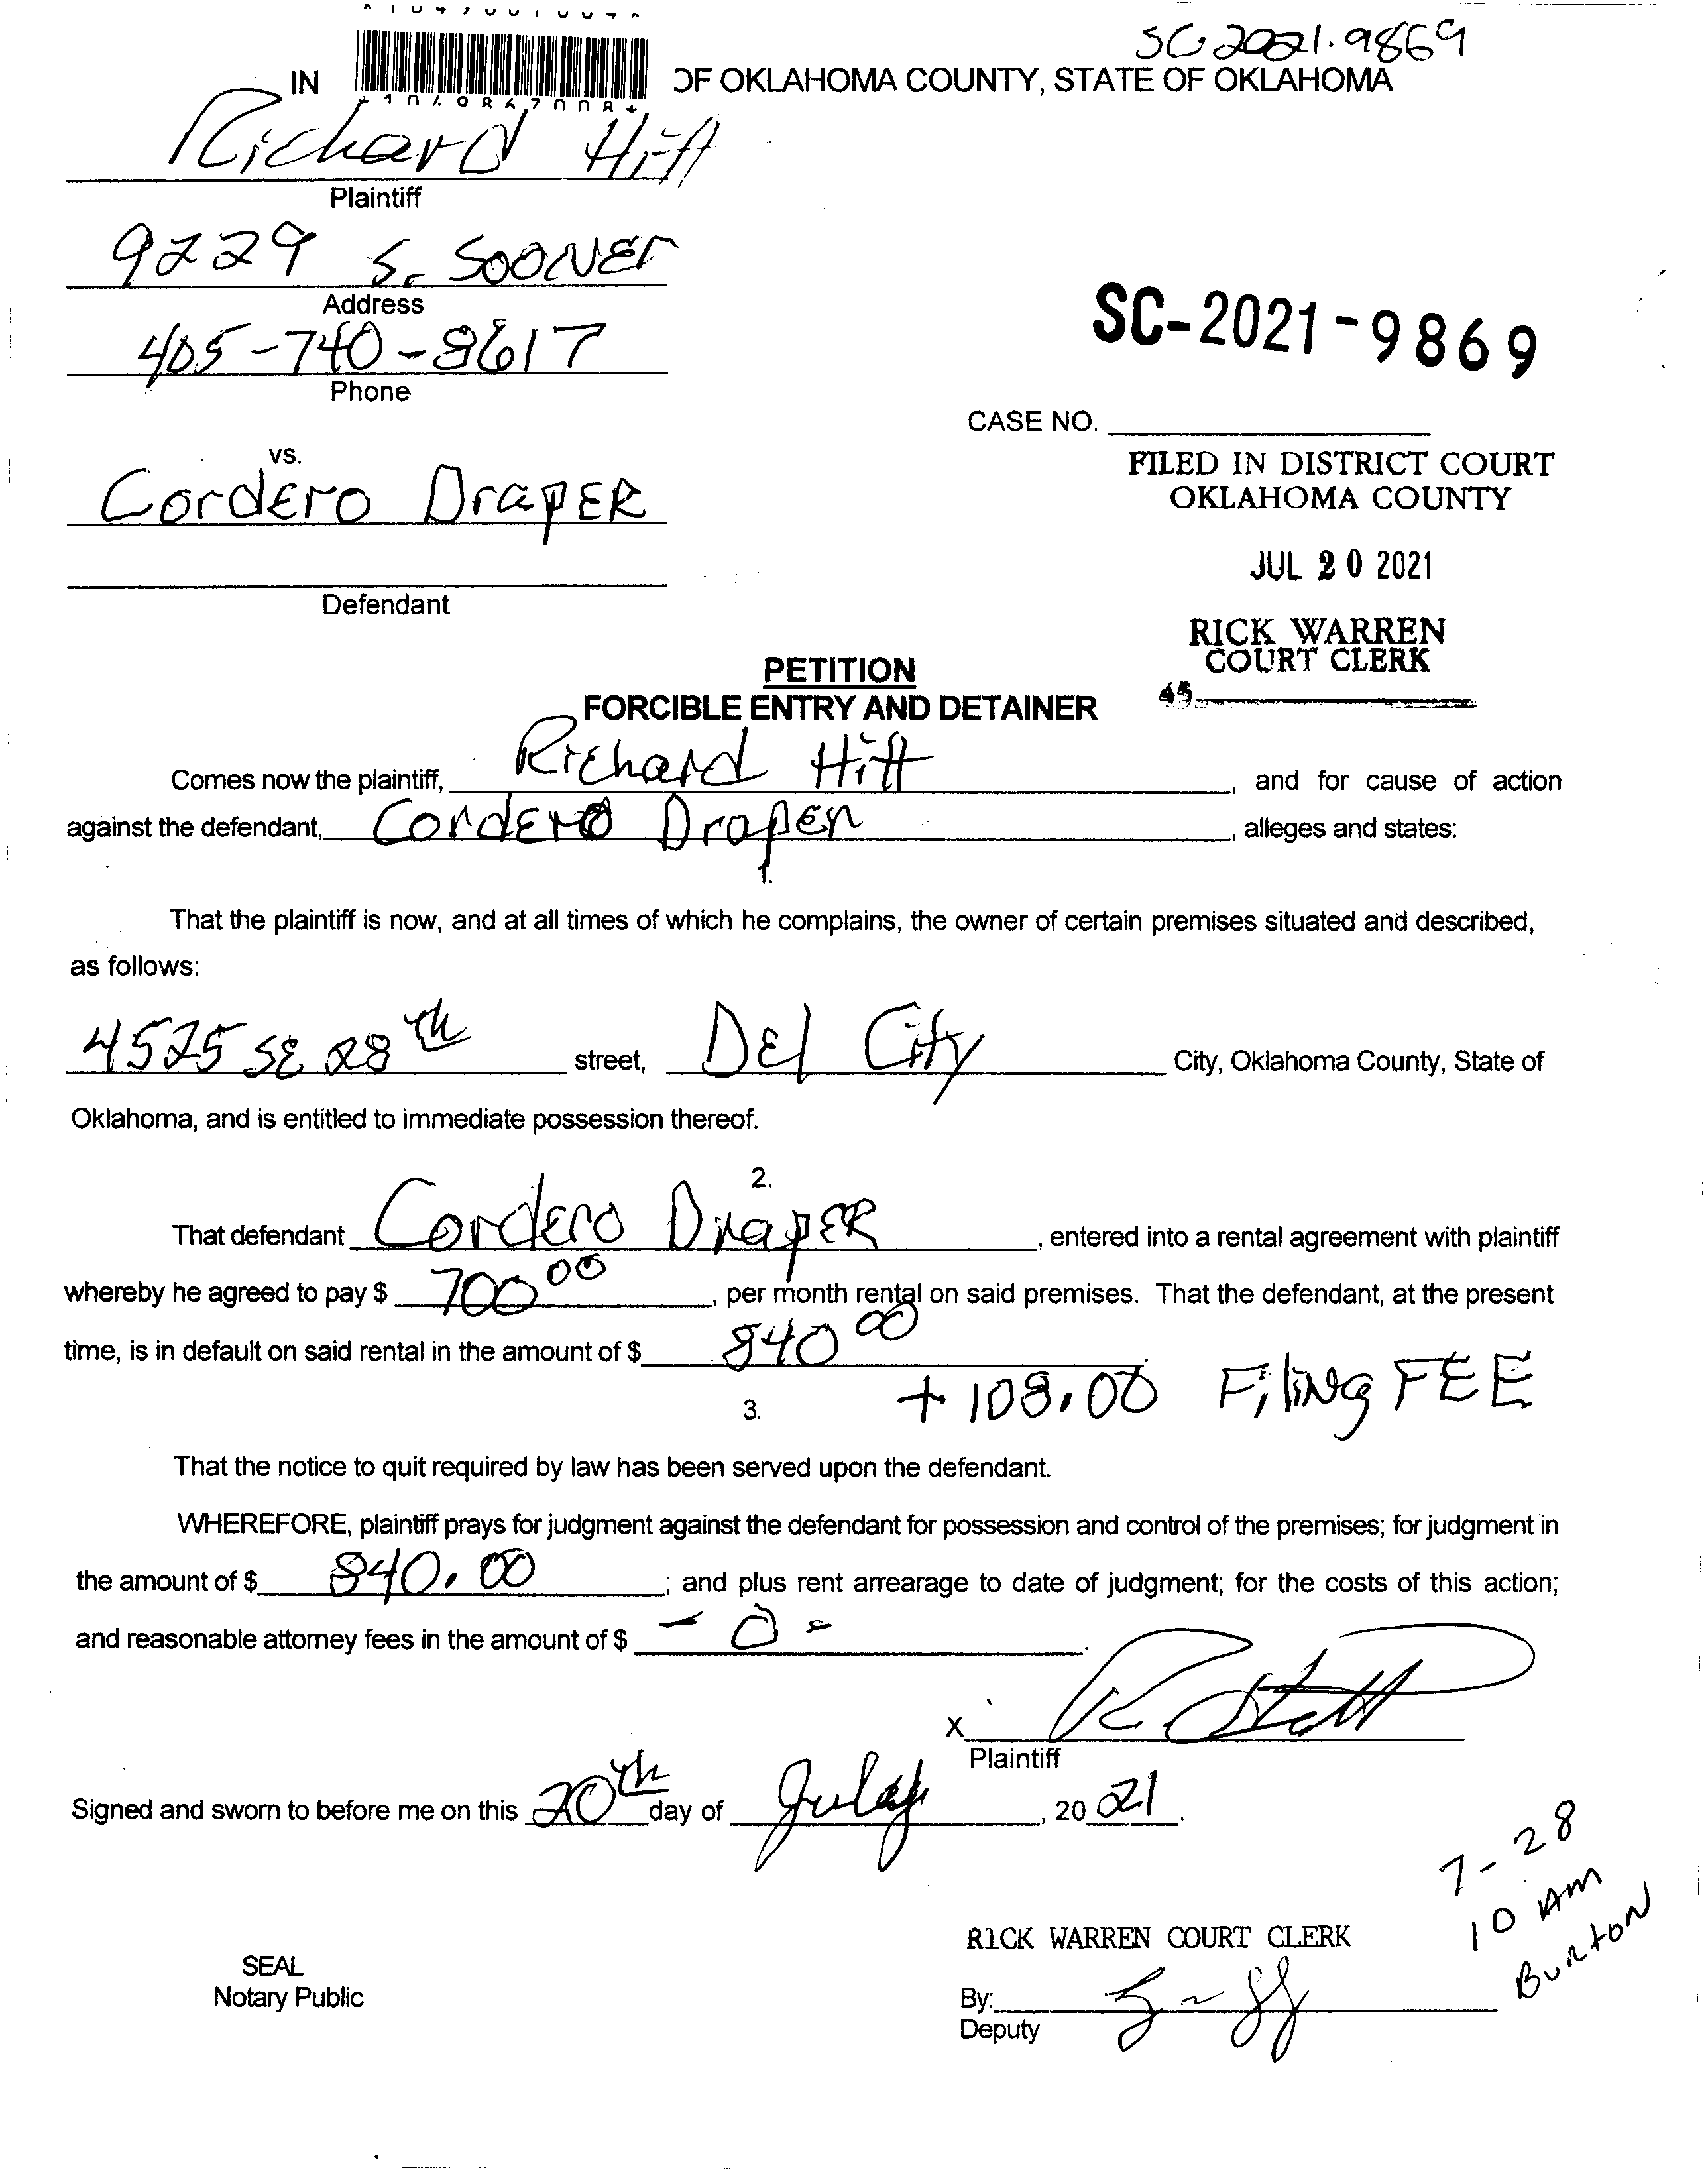 SC 2021.9869
IN OF OKLAHOMA COUNTY, STATE OF OKLAHOMA
Richard Hitt
Plaintiff
9229 S. SOONEr
Address
405-740-8617
Phone
SC-2021-9869
CASE NO.
vs.
CordEro DrapER
FILED IN DISTRICT COURT
OKLAHOMA COUNTY
JUL 20 2021
Defendant
RICK WARREN
COURT CLERK
PETITION
45
FORCIBLE ENTRY AND DETAINER
Comes now the plaintiff, Richard Hitt, and for cause of action
against the defendant, CordEro DrapEr, alleges and states:
1.
That the plaintiff is now, and at all times of which he complains, the owner of certain premises situated and described,
as follows:
4525 SE 28th street, DEl City City, Oklahoma County, State of
Oklahoma, and is entitled to immediate possession thereof.
2.
That defendant CordEro DrapER, entered into a rental agreement with plaintiff
whereby he agreed to pay $ 700 00, per month rental on said premises. That the defendant, at the present
time, is in default on said rental in the amount of $ 840 00
+ 108.00 FiliNg FEE
3.
That the notice to quit required by law has been served upon the defendant.
WHEREFORE, plaintiff prays for judgment against the defendant for possession and control of the premises; for judgment in
the amount of $ 840.00; and plus rent arrearage to date of judgment; for the costs of this action;
and reasonable attorney fees in the amount of $ -0-.
X
Plaintiff
Signed and sworn to before me on this 20th day of July, 20 21.
7-28
10 Am
Burton
RICK WARREN COURT CLERK
SEAL
Notary Public
By:
Deputy